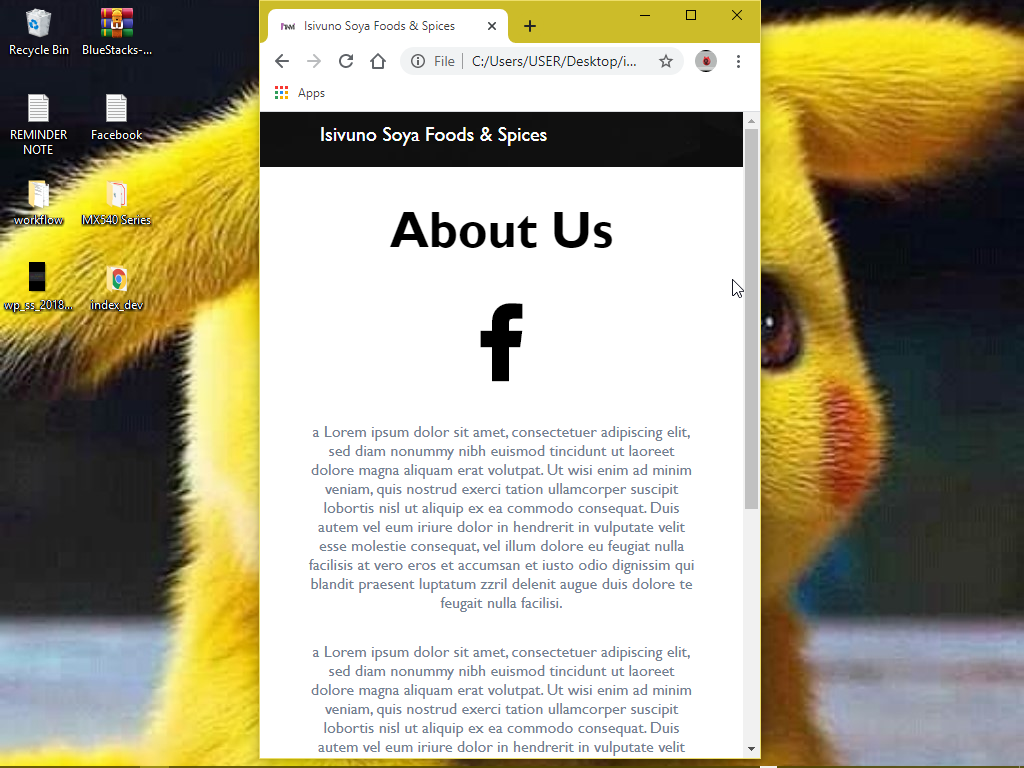 Recycle Bin
BlueStacks-...
REMINDER
NOTE
Facebook
workflow
IMX540 Series
wp_ss_2018...
index_dev
Isivuno Soya Foods & Spices
File
C:/Users/USER/Desktop/i...
Apps
Isivuno Soya Foods & Spices
About Us
f
a Lorem ipsum dolor sit amet, consectetuer adipiscing elit,
sed diam nonummy nibh euismod tincidunt ut laoreet
dolore magna aliquam erat volutpat. Ut wisi enim ad minim
veniam, quis nostrud exerci tation ullamcorper suscipit
lobortis nisl ut aliquip ex ea commodo consequat. Duis
autem vel eum iriure dolor in hendrerit in vulputate velit
esse molestie consequat, vel illum dolore eu feugiat nulla
facilisis at vero eros et accumsan et iusto odio dignissim qui
blandit praesent luptatum zzril delenit augue duis dolore te
feugait nulla facilisi.
a Lorem ipsum dolor sit amet, consectetuer adipiscing elit,
sed diam nonummy nibh euismod tincidunt ut laoreet
dolore magna aliquam erat volutpat. Ut wisi enim ad minim
veniam, quis nostrud exerci tation ullamcorper suscipit
lobortis nisl ut aliquip ex ea commodo consequat. Duis
autem vel eum iriure dolor in hendrerit in vulputate velit